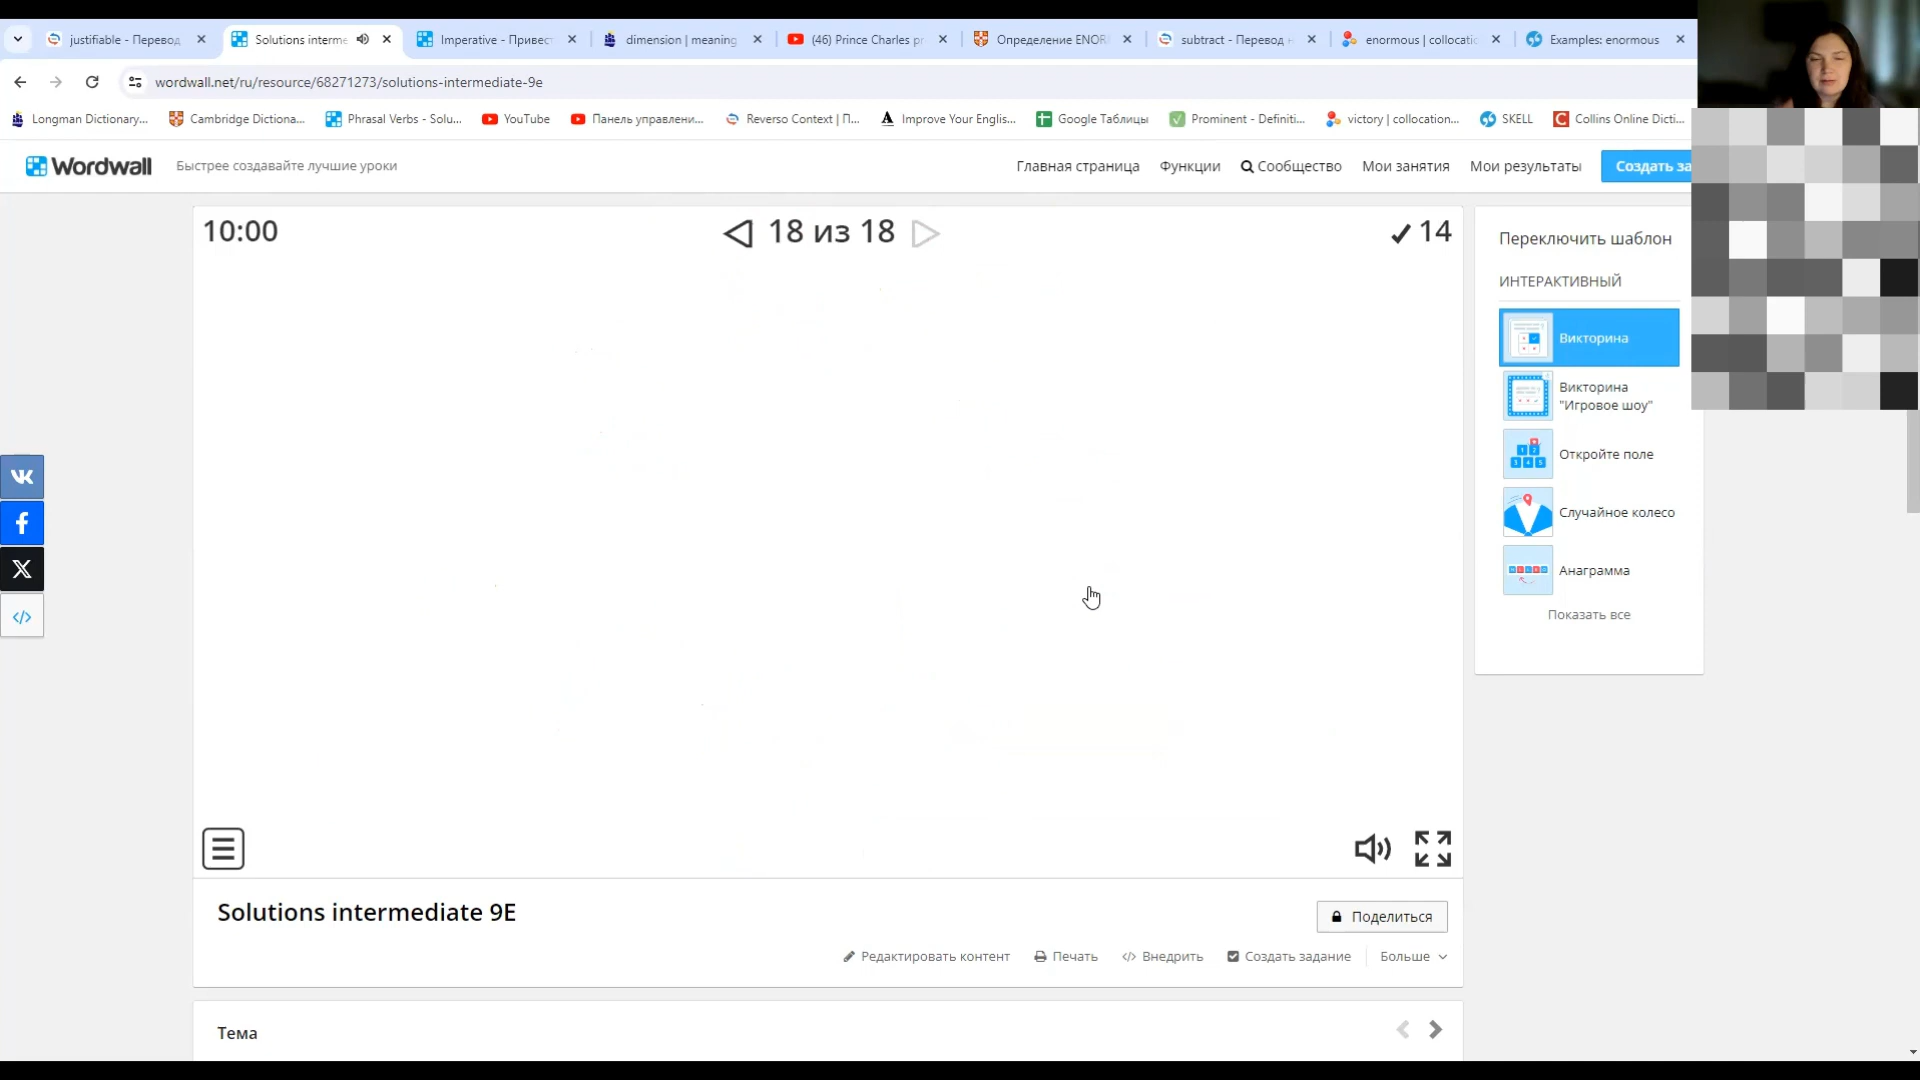 justifiable - Перевод
Solutions interme
Imperative - Привест
dimension | meaning
(46) Prince Charles pr
Определение ENOR
subtract - Перевод н
enormous | collocatic
Examples: enormous
wordwall.net/ru/resource/68271273/solutions-intermediate-9e
Longman Dictionary...
Cambridge Dictiona...
Phrasal Verbs - Solu...
YouTube
Панель управлени...
Reverso Context | П...
Improve Your Englis...
Google Таблицы
Prominent - Definiti...
victory | collocation...
SKELL
Collins Online Dicti...
Wordwall
Быстрее создавайте лучшие уроки
Главная страница
Функции
Сообщество
Мои занятия
Мои результаты
Создать за
10:00
18 из 18
14
Переключить шаблон
ИНТЕРАКТИВНЫЙ
Викторина
Викторина
"Игровое шоу"
Откройте поле
Случайное колесо
Анаграмма
Показать все
Solutions intermediate 9E
Поделиться
Редактировать контент
Печать
Внедрить
Создать задание
Больше
Тема